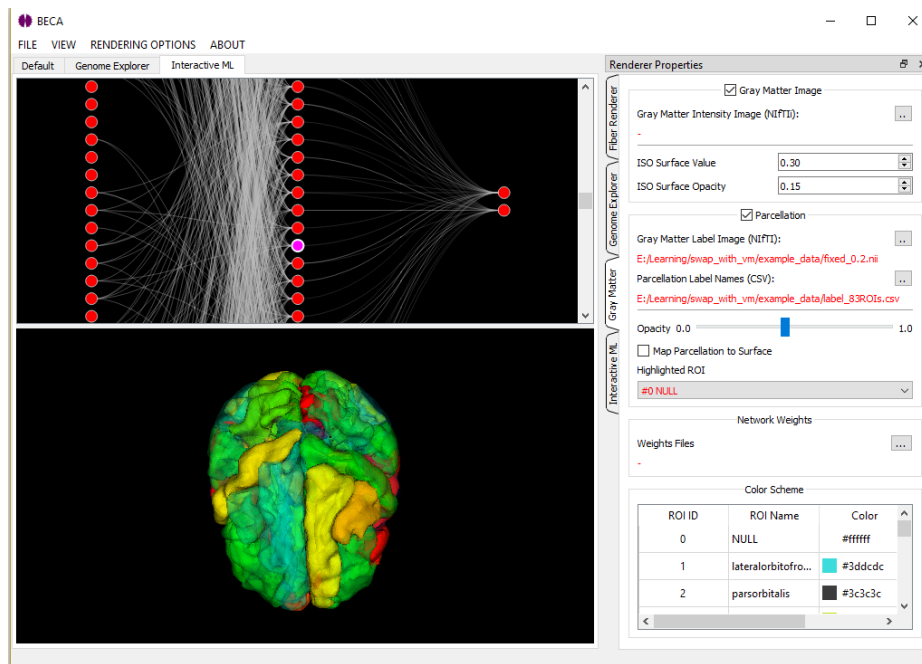 BECA
FILE VIEW RENDERING OPTIONS ABOUT
Default Genome Explorer Interactive ML
Renderer Properties
Fiber Renderer
Genome Explorer
Gray Matter
Interactive ML
Gray Matter Image
Gray Matter Intensity Image (NIfTIi):
..
-
ISO Surface Value 0.30
ISO Surface Opacity 0.15
Parcellation
Gray Matter Label Image (NIfTI):
..
E:/Learning/swap_with_vm/example_data/fixed_0.2.nii
Parcellation Label Names (CSV):
..
E:/Learning/swap_with_vm/example_data/label_83ROIs.csv
Opacity 0.0 1.0
Map Parcellation to Surface
Highlighted ROI
#0 NULL
Network Weights
Weights Files ...
-
Color Scheme
ROI ID ROI Name Color
0 NULL #ffffff
1 lateralorbitofro... #3ddcdc
2 parsorbitalis #3c3c3c